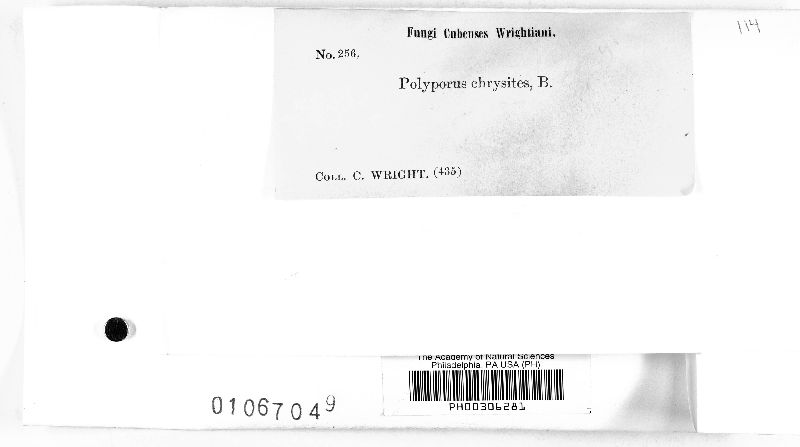 114
Fungi Cubenses Wrightiani.
No. 256.
Polyporus chrysites, B.
Coll. C. WRIGHT. (435)
The Academy of Natural Sciences
Philadelphia, PA USA (PH)
PH00306281
01067049